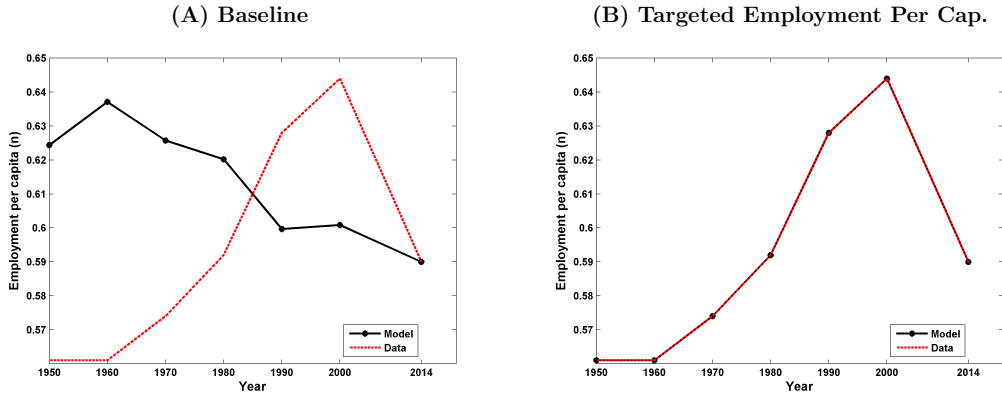 (A) Baseline
0.65
0.64
0.63
0.62
0.61
0.6
0.59
0.58
0.57
Employment per capita (n)
1950 1960 1970 1980 1990 2000 2014
Year
Model
Data
(B) Targeted Employment Per Cap.
0.65
0.64
0.63
0.62
0.61
0.6
0.59
0.58
0.57
Employment per capita (n)
1950 1960 1970 1980 1990 2000 2014
Year
Model
Data